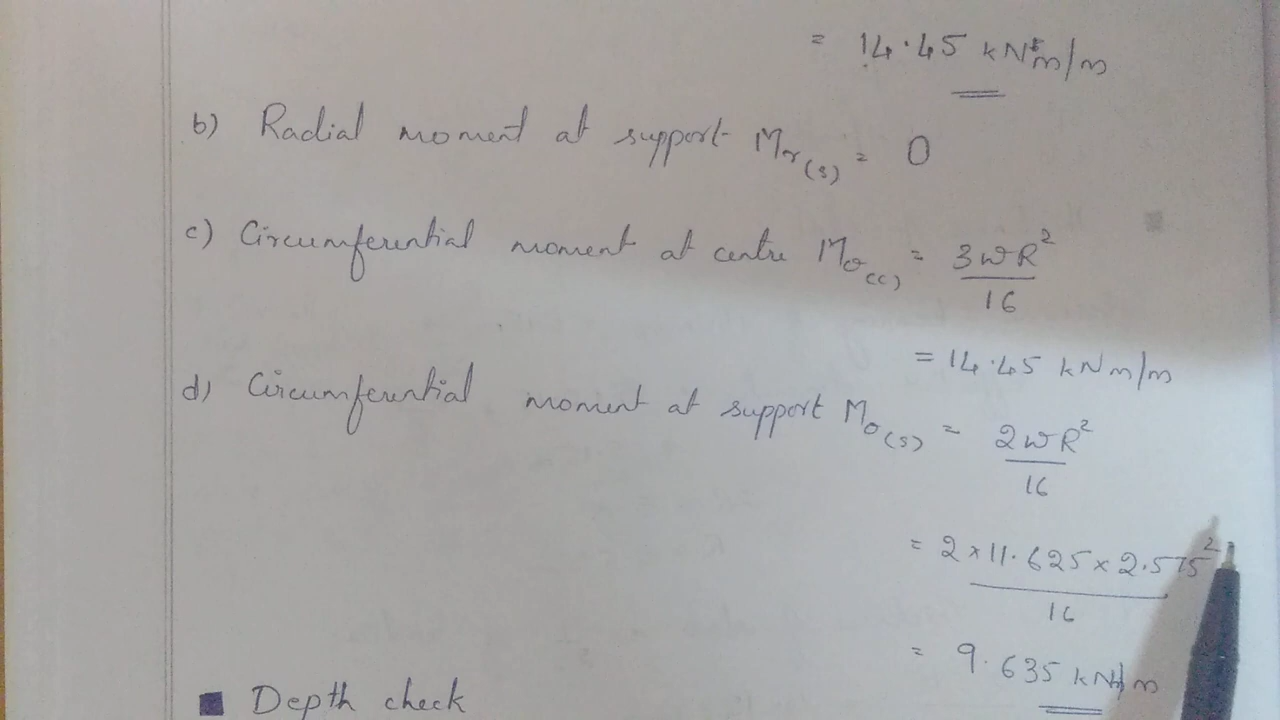 = 14.45 kNm/m
b) Radial moment at support Mr(s) = 0
c) Circumferential moment at centre Mθ(c) = 3wR²/16
= 14.45 kNm/m
d) Circumferential moment at support Mθ(s) = 2wR²/16
= 2×11.625×2.575²/16
= 9.635 kNm/m
■ Depth check